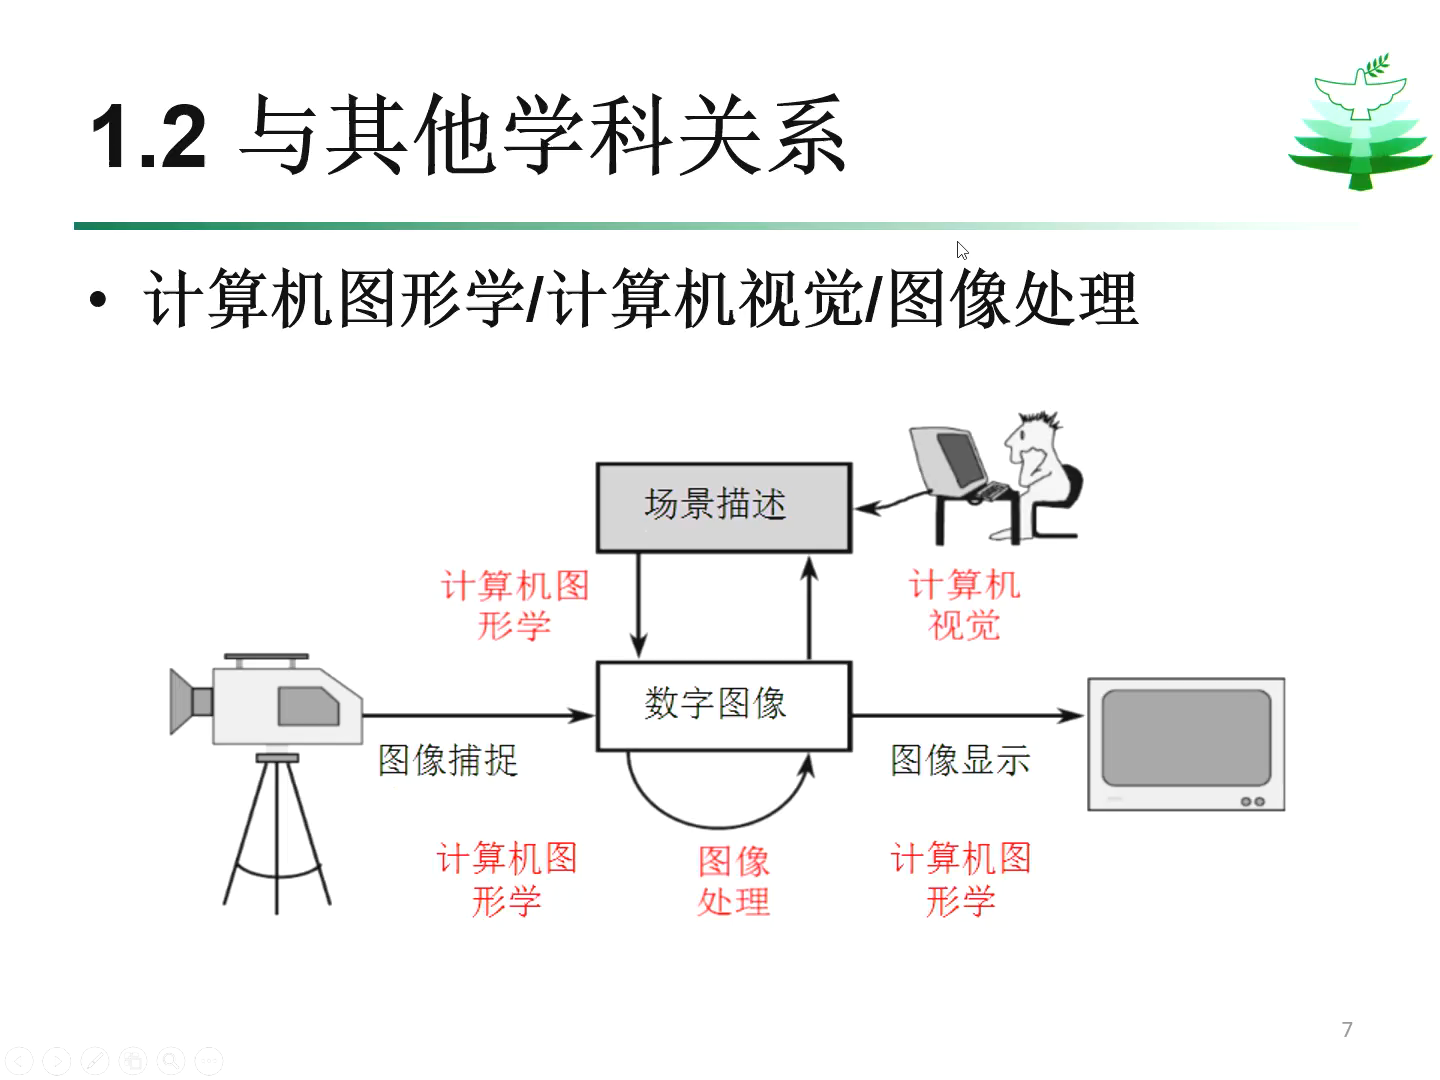 1.2 与其他学科关系
• 计算机图形学/计算机视觉/图像处理
场景描述
计算机图
形学
计算机
视觉
数字图像
图像捕捉
图像显示
计算机图
形学
图像
处理
计算机图
形学
7